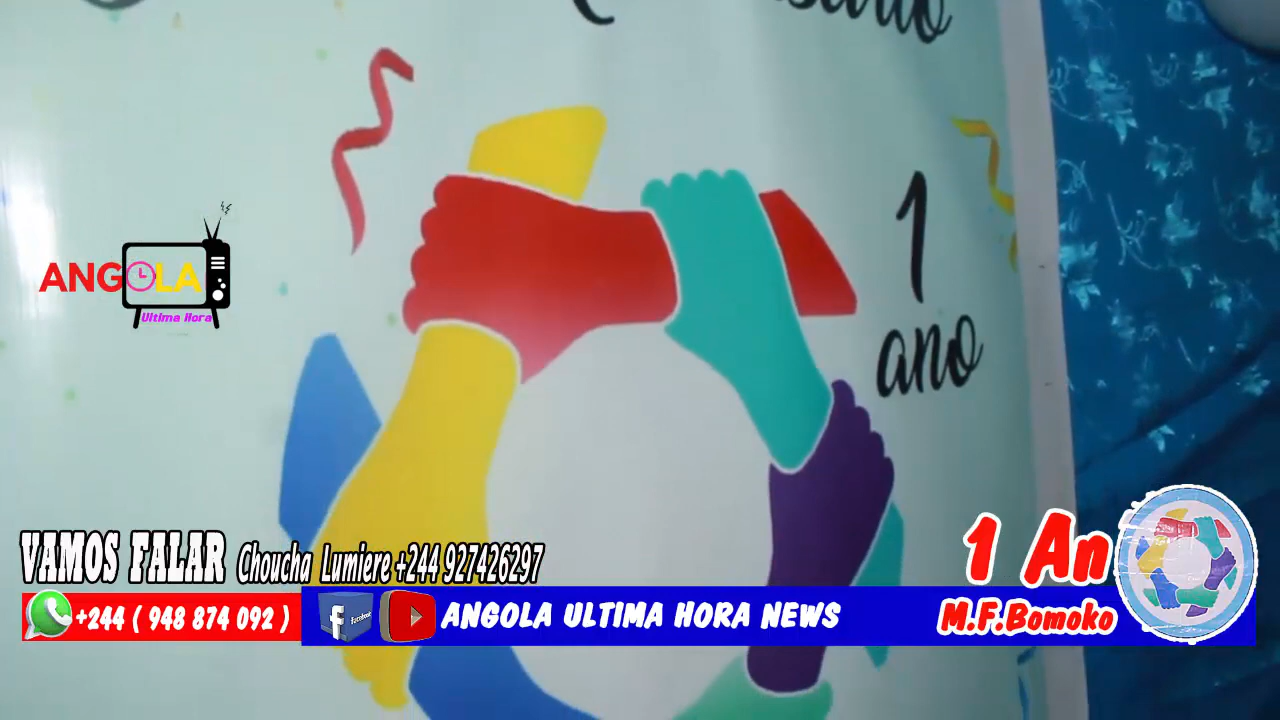 1
ano
ANGOLA
Ultima Hora
VAMOS FALAR Choucha Lumiere +244 927426297
+244 ( 948 874 092 )
Facebook
ANGOLA ULTIMA HORA NEWS
1 An
M.F.Bomoko